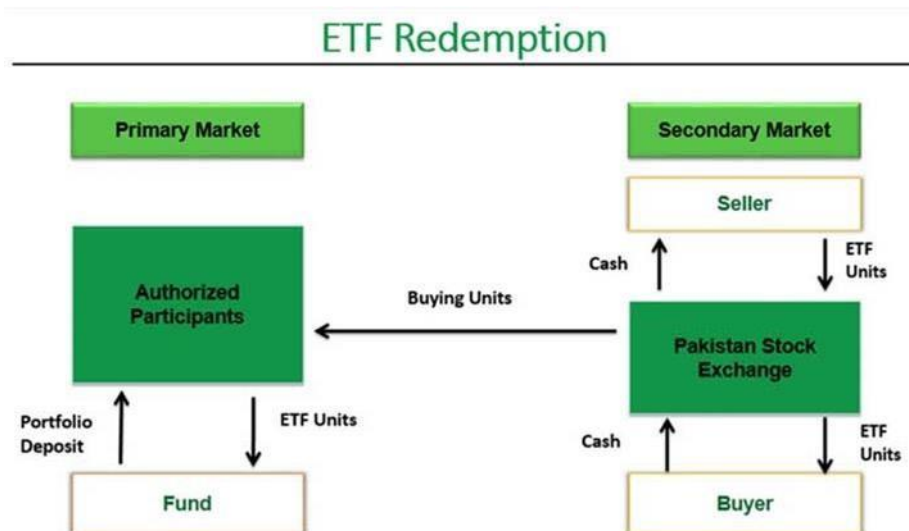 ETF Redemption
Primary Market
Secondary Market
Seller
Cash
ETF
Units
Authorized
Participants
Buying Units
Pakistan Stock
Exchange
Portfolio
Deposit
ETF Units
Cash
ETF
Units
Fund
Buyer